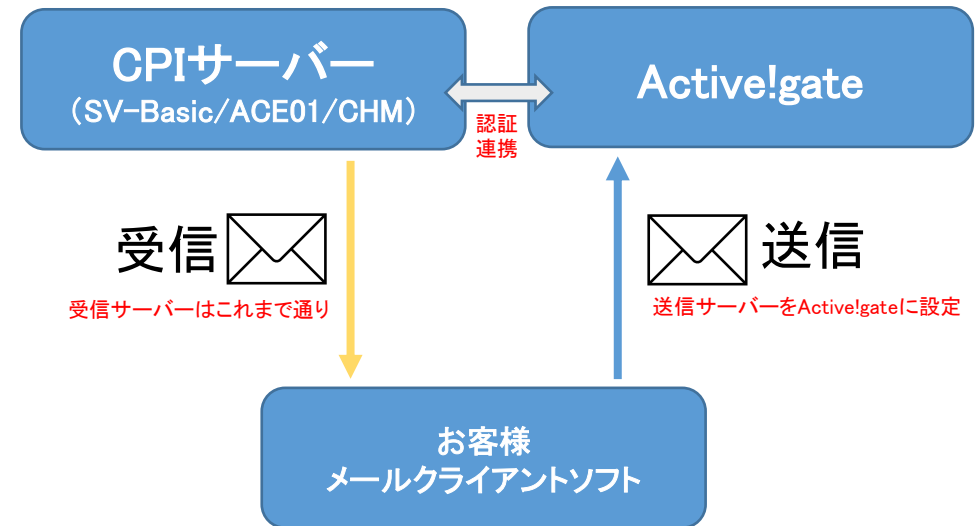 CPIサーバー
（SV-Basic/ACE01/CHM）
Active!gate
認証
連携
受信
受信サーバーはこれまで通り
送信
送信サーバーをActive!gateに設定
お客様
メールクライアントソフト